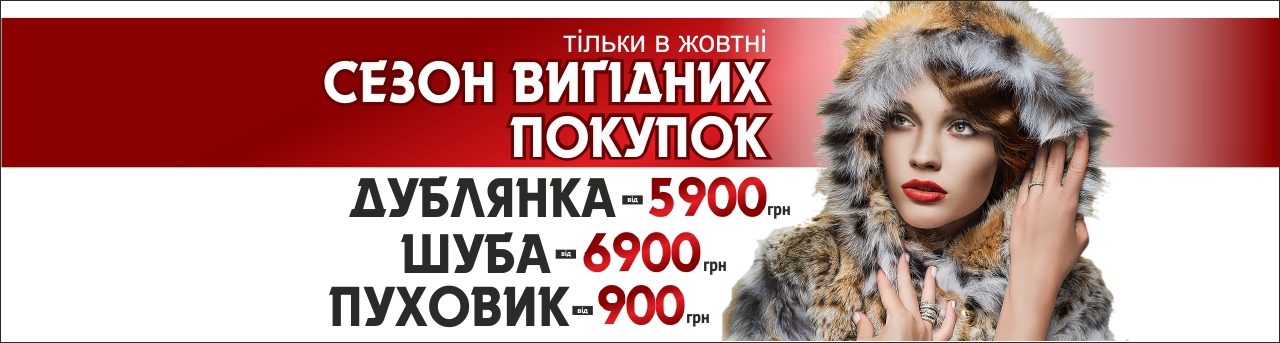 тільки в жовтні
СЕЗОН ВИГІДНИХ
ПОКУПОК
ДУБЛЯНКА від 5900 грн
ШУБА від 6900 грн
ПУХОВИК від 900 грн